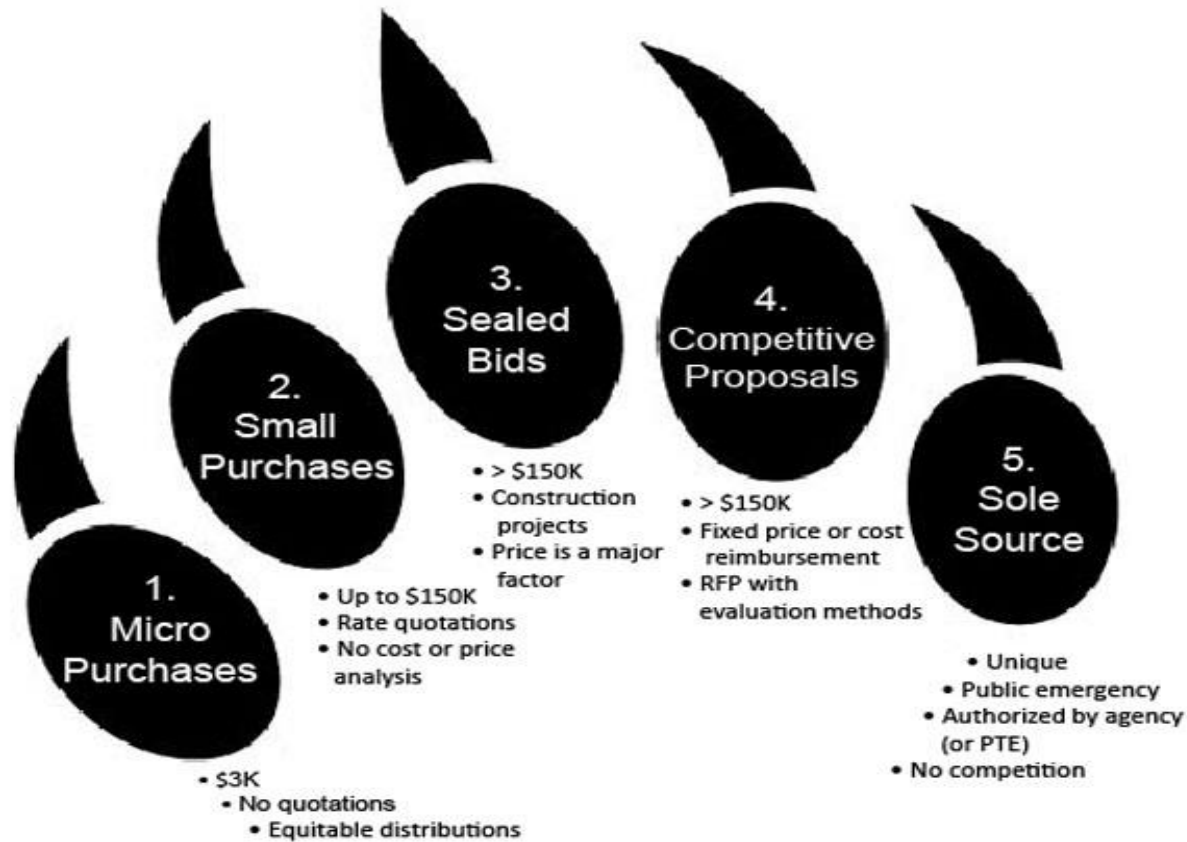 1.
Micro
Purchases
• $3K
• No quotations
• Equitable distributions
2.
Small
Purchases
• Up to $150K
• Rate quotations
• No cost or price
analysis
3.
Sealed
Bids
• > $150K
• Construction
projects
• Price is a major
factor
4.
Competitive
Proposals
• > $150K
• Fixed price or cost
reimbursement
• RFP with
evaluation methods
5.
Sole
Source
• Unique
• Public emergency
• Authorized by agency
(or PTE)
• No competition